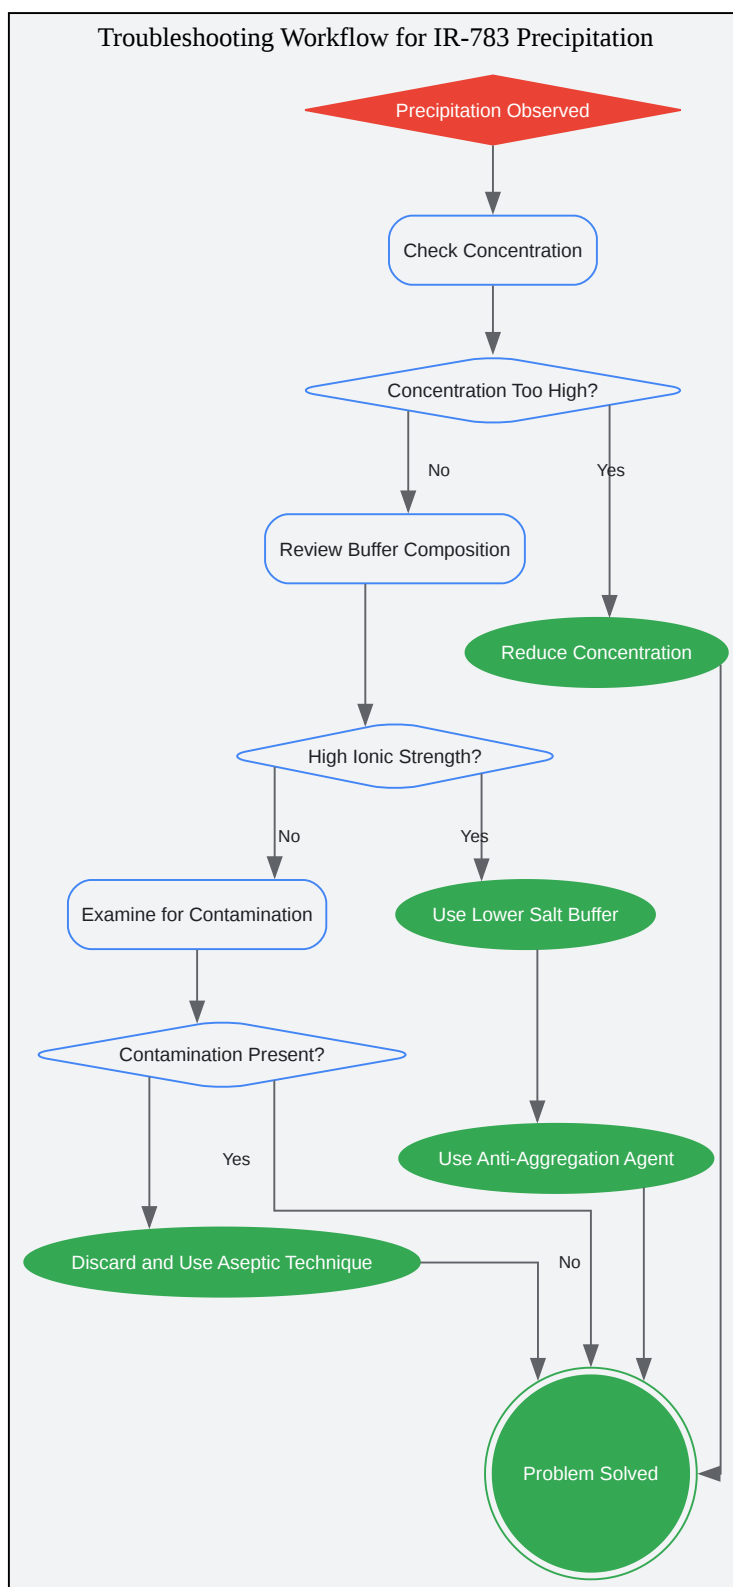 Troubleshooting Workflow for IR-783 Precipitation
Precipitation Observed
Check Concentration
Concentration Too High?
No
Yes
Review Buffer Composition
Reduce Concentration
High Ionic Strength?
No
Yes
Examine for Contamination
Use Lower Salt Buffer
Contamination Present?
Yes
Use Anti-Aggregation Agent
Discard and Use Aseptic Technique
No
Problem Solved